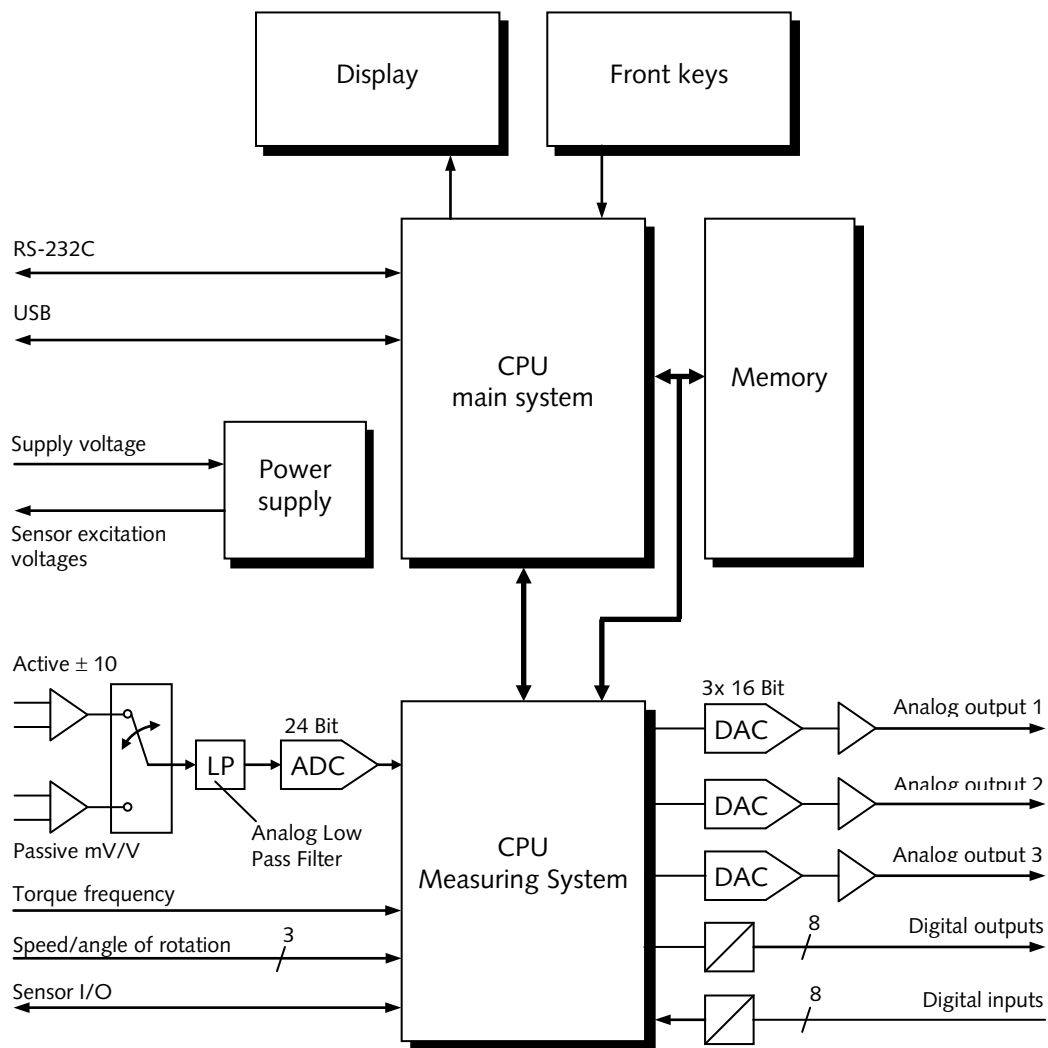 Display
Front keys
RS-232C
USB
CPU
main system
Memory
Supply voltage
Power
supply
Sensor excitation
voltages
Active ± 10
24 Bit
LP
ADC
Analog Low
Pass Filter
Passive mV/V
Torque frequency
Speed/angle of rotation
3
Sensor I/O
CPU
Measuring System
3x 16 Bit
DAC
Analog output 1
DAC
Analog output 2
DAC
Analog output 3
8
Digital outputs
8
Digital inputs